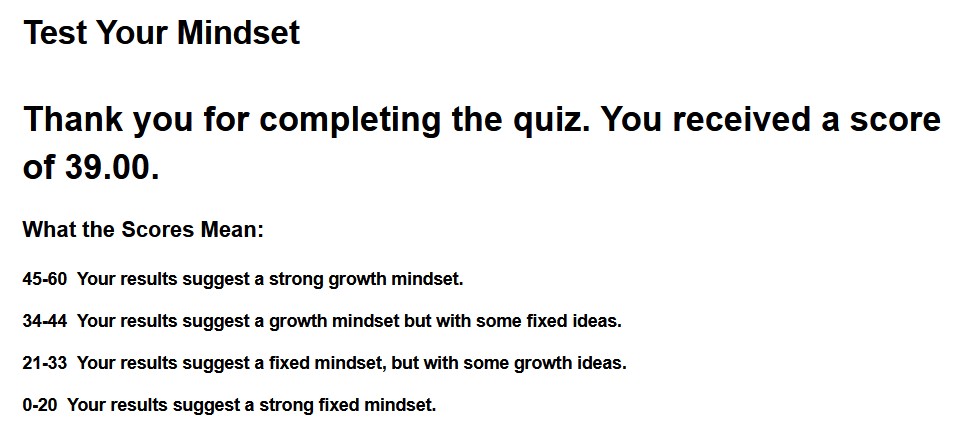 Test Your Mindset
Thank you for completing the quiz. You received a score
of 39.00.
What the Scores Mean:
45-60  Your results suggest a strong growth mindset.
34-44  Your results suggest a growth mindset but with some fixed ideas.
21-33  Your results suggest a fixed mindset, but with some growth ideas.
0-20  Your results suggest a strong fixed mindset.